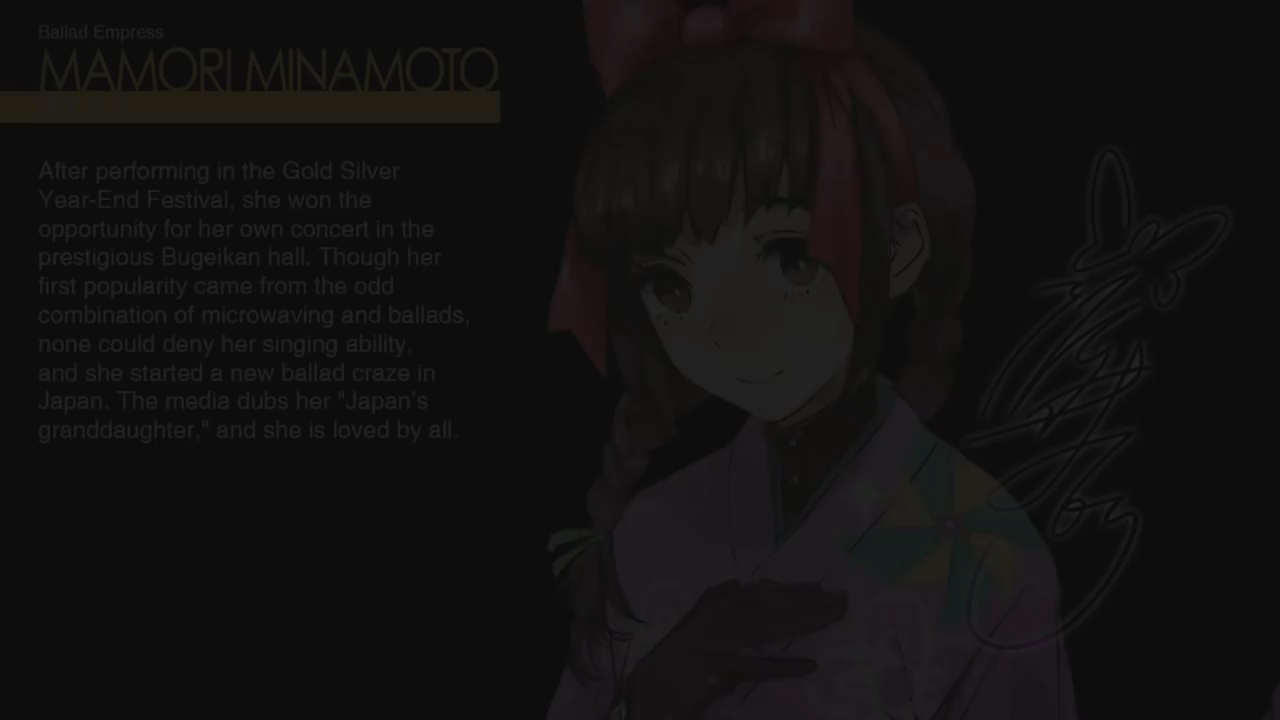 Ballad Empress
MAMORI MINAMOTO
After performing in the Gold Silver
Year-End Festival, she won the
opportunity for her own concert in the
prestigious Bugeikan hall. Though her
first popularity came from the odd
combination of microwaving and ballads,
none could deny her singing ability,
and she started a new ballad craze in
Japan. The media dubs her "Japan's
granddaughter," and she is loved by all.